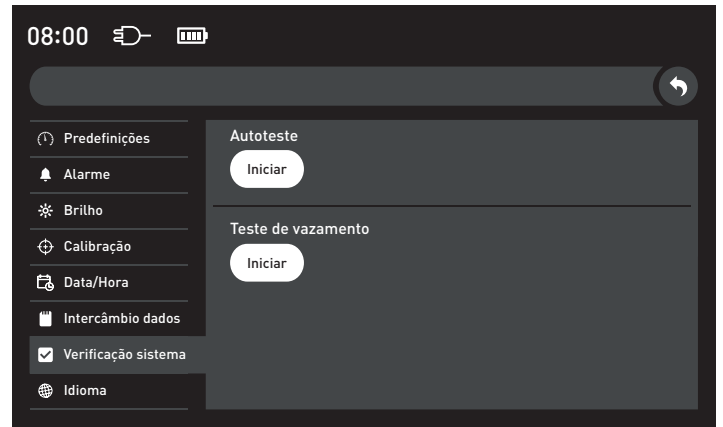 08:00
Predefinições
Alarme
Brilho
Calibração
Data/Hora
Intercâmbio dados
Verificação sistema
Idioma
Autoteste
Iniciar
Teste de vazamento
Iniciar